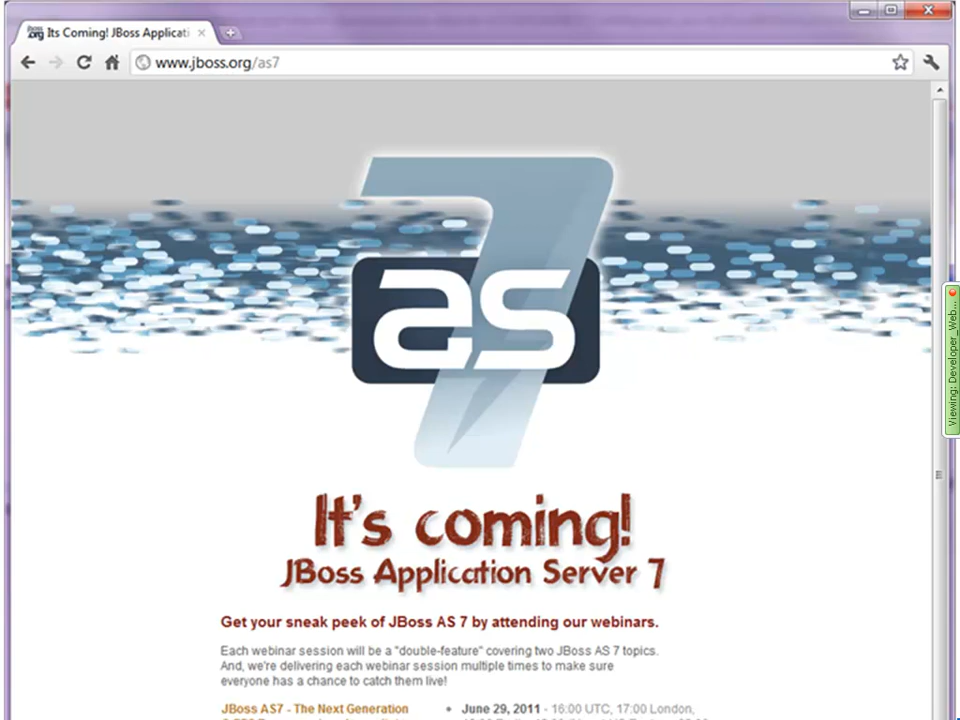 Its Coming! JBoss Applicati
www.jboss.org/as7
7
as
Viewing: Developer_Web...
It's coming!
JBoss Application Server 7
Get your sneak peek of JBoss AS 7 by attending our webinars.
Each webinar session will be a "double-feature" covering two JBoss AS 7 topics.
And, we're delivering each webinar session multiple times to make sure
everyone has a chance to catch them live!
JBoss AS7 - The Next Generation
• June 29, 2011 - 16:00 UTC, 17:00 London,